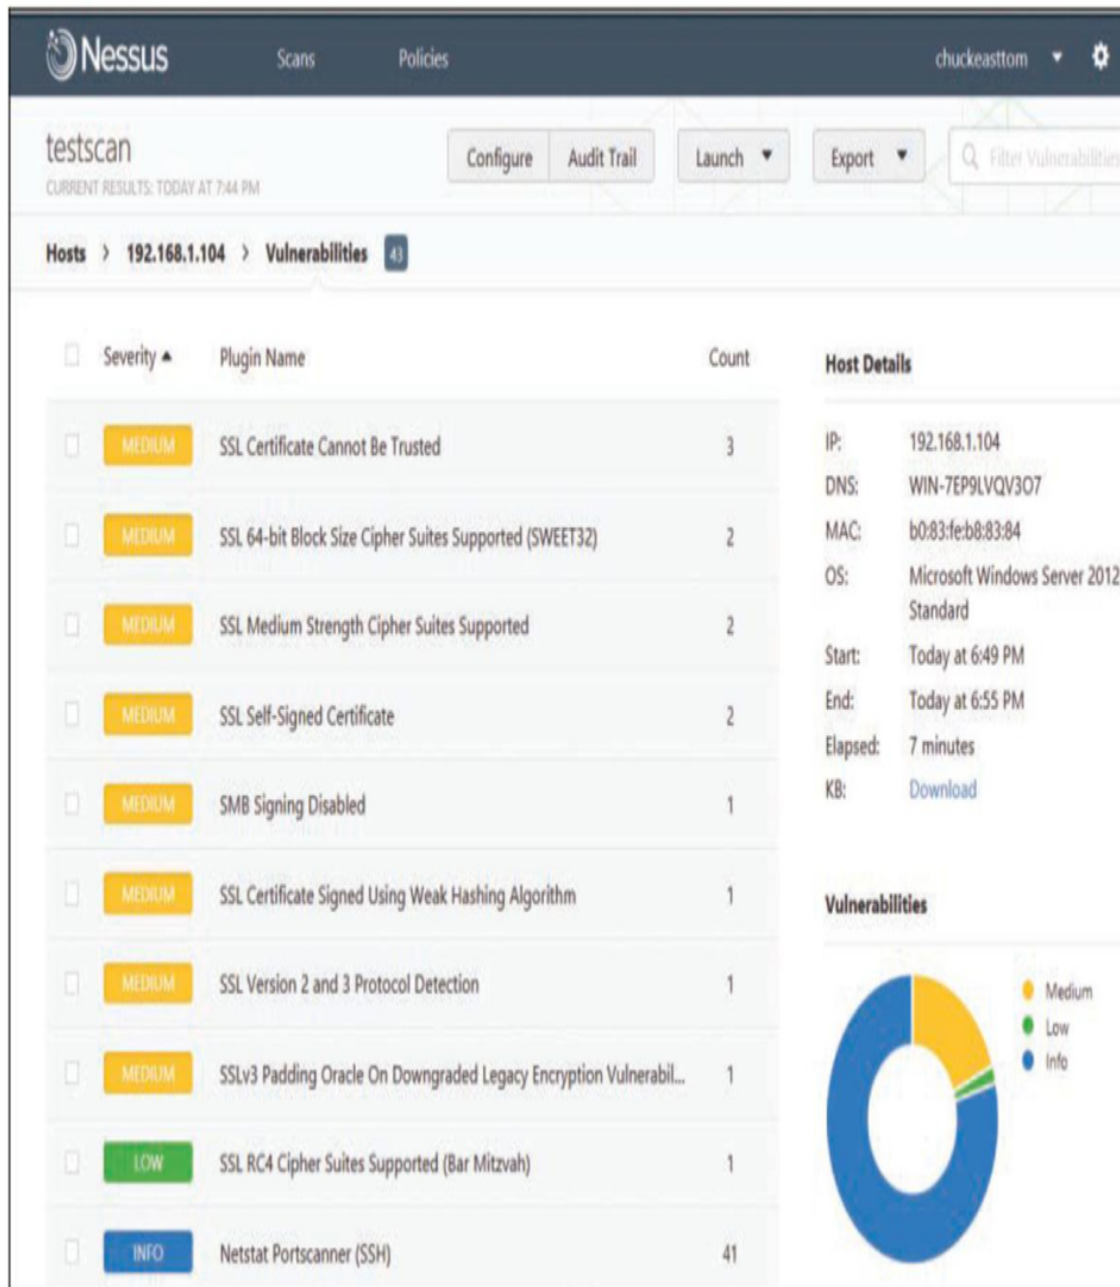 Nessus Scans Policies chuckeasttom
testscan
CURRENT RESULTS: TODAY AT 7:44 PM
Configure Audit Trail Launch Export Filter Vulnerabilities
Hosts > 192.168.1.104 > Vulnerabilities 43
Severity Plugin Name Count
MEDIUM SSL Certificate Cannot Be Trusted 3
MEDIUM SSL 64-bit Block Size Cipher Suites Supported (SWEET32) 2
MEDIUM SSL Medium Strength Cipher Suites Supported 2
MEDIUM SSL Self-Signed Certificate 2
MEDIUM SMB Signing Disabled 1
MEDIUM SSL Certificate Signed Using Weak Hashing Algorithm 1
MEDIUM SSL Version 2 and 3 Protocol Detection 1
MEDIUM SSLv3 Padding Oracle On Downgraded Legacy Encryption Vulnerabil... 1
LOW SSL RC4 Cipher Suites Supported (Bar Mitzvah) 1
INFO Netstat Portscanner (SSH) 41
Host Details
IP: 192.168.1.104
DNS: WIN-7EP9LVQV3O7
MAC: b0:83:fe:b8:83:84
OS: Microsoft Windows Server 2012
Standard
Start: Today at 6:49 PM
End: Today at 6:55 PM
Elapsed: 7 minutes
KB: Download
Vulnerabilities
Medium
Low
Info